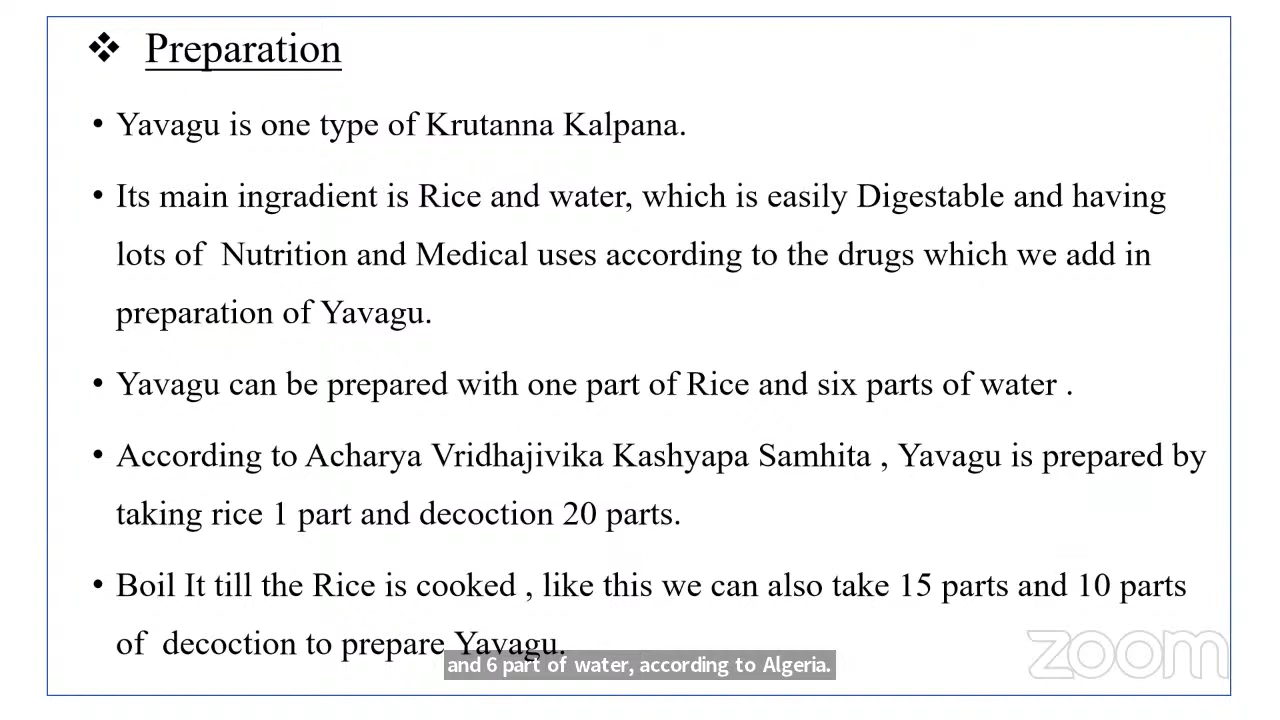 ❖ Preparation
• Yavagu is one type of Krutanna Kalpana.
• Its main ingredient is Rice and water, which is easily Digestable and having
lots of Nutrition and Medical uses according to the drugs which we add in
preparation of Yavagu.
• Yavagu can be prepared with one part of Rice and six parts of water .
• According to Acharya Vridhajivika Kashyapa Samhita , Yavagu is prepared by
taking rice 1 part and decoction 20 parts.
• Boil It till the Rice is cooked , like this we can also take 15 parts and 10 parts
of decoction to prepare Yavagu.
and 6 part of water, according to Algeria.
zoom